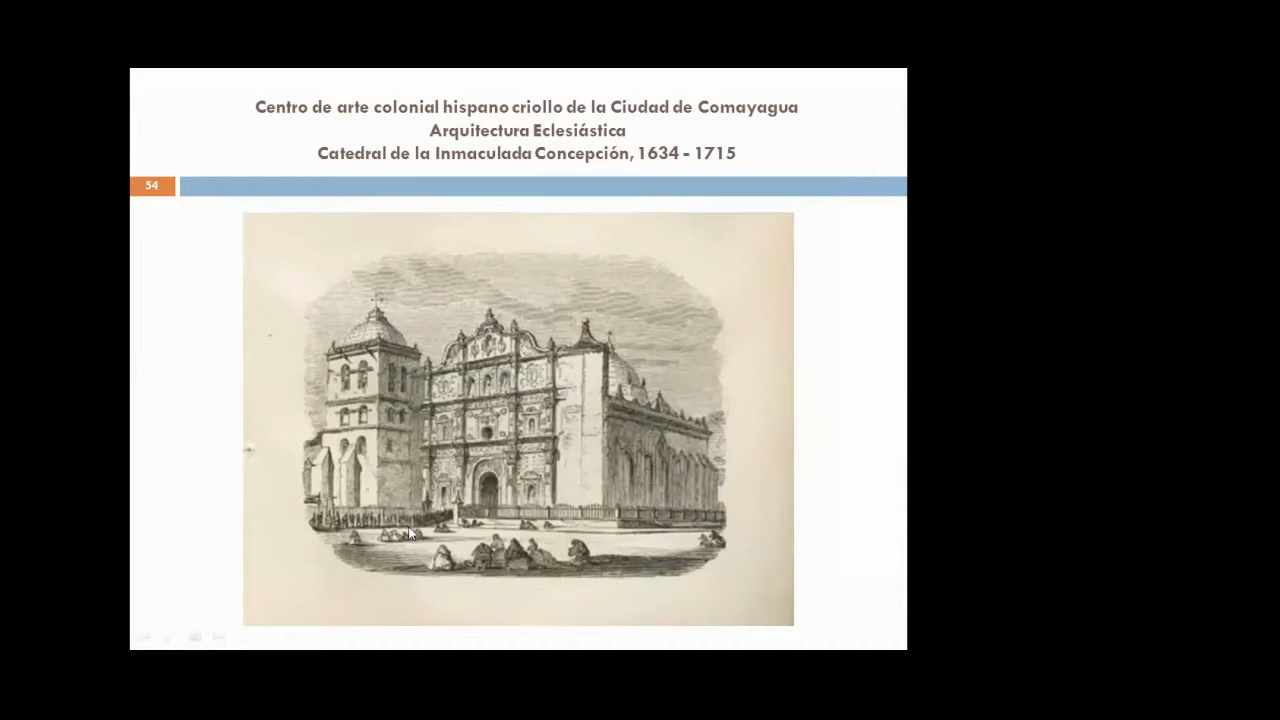 Centro de arte colonial hispano criollo de la Ciudad de Comayagua
Arquitectura Eclesiástica
Catedral de la Inmaculada Concepción, 1634 - 1715
54